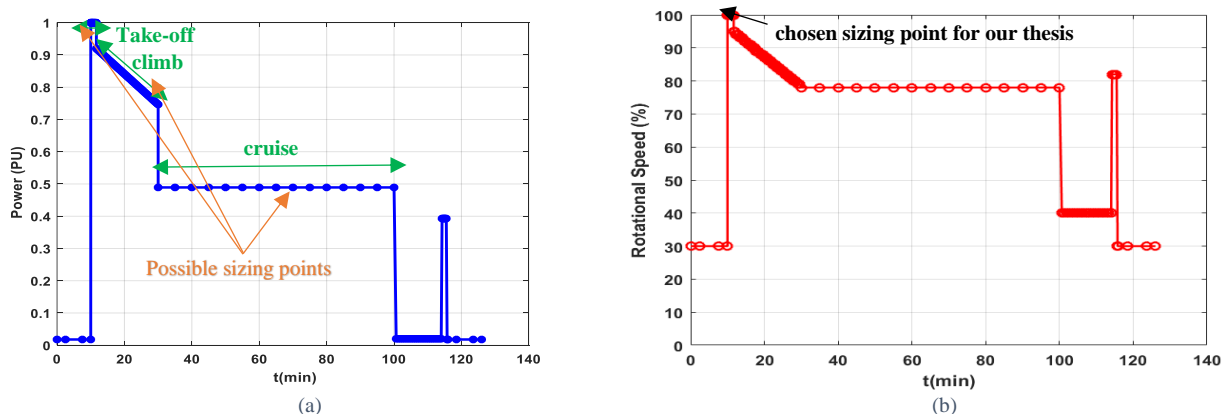 1
0.9
0.8
0.7
0.6
0.5
0.4
0.3
0.2
0.1
0
Power (PU)
Take-off
climb
cruise
Possible sizing points
0 20 40 60 80 100 120 140
t(min)
(a)
100
90
80
70
60
50
40
30
20
10
0
Rotational Speed (%)
chosen sizing point for our thesis
0 20 40 60 80 100 120 140
t(min)
(b)